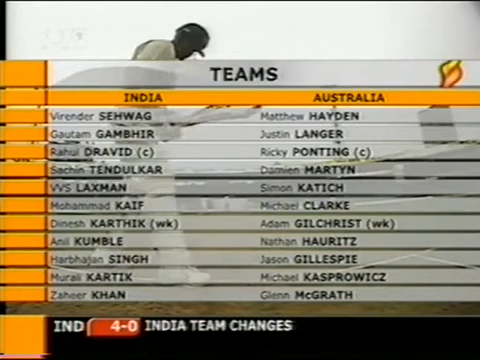 TEAMS
INDIA AUSTRALIA
Virender SEHWAG Matthew HAYDEN
Gautam GAMBHIR Justin LANGER
Rahul DRAVID (c) Ricky PONTING (c)
Sachin TENDULKAR Damien MARTYN
VVS LAXMAN Simon KATICH
Mohammad KAIF Michael CLARKE
Dinesh KARTHIK (wk) Adam GILCHRIST (wk)
Anil KUMBLE Nathan HAURITZ
Harbhajan SINGH Jason GILLESPIE
Murali KARTIK Michael KASPROWICZ
Zaheer KHAN Glenn McGRATH
IND 4-0 INDIA TEAM CHANGES